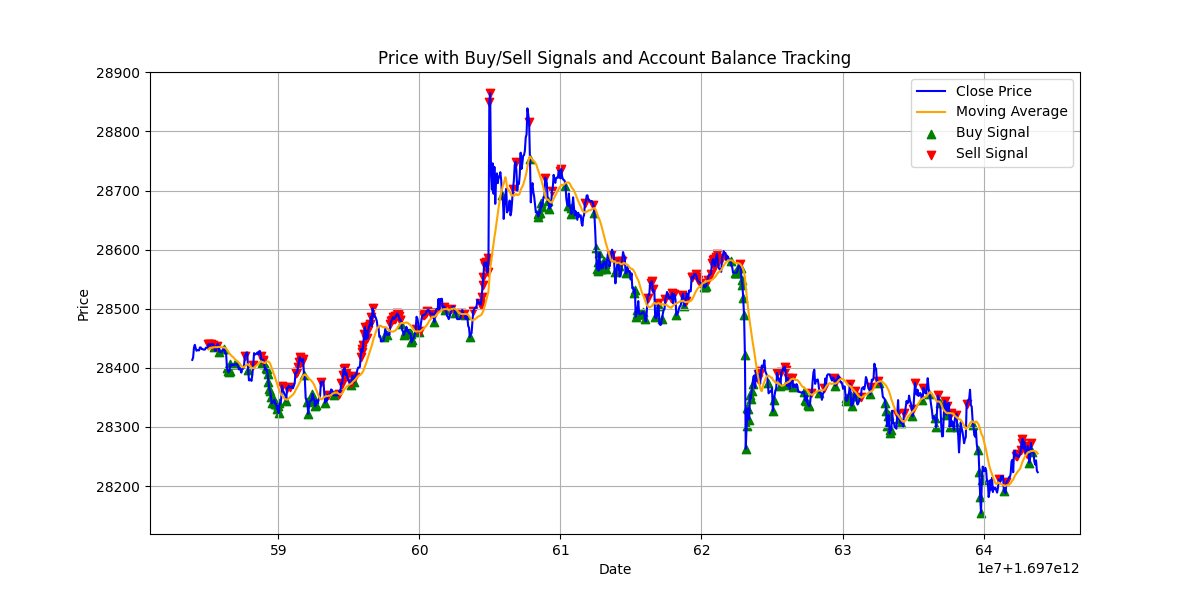 Price with Buy/Sell Signals and Account Balance Tracking
28900
28800
28700
28600
28500
28400
28300
28200
Price
Close Price
Moving Average
Buy Signal
Sell Signal
59 60 61 62 63 64
1e7+1.697e12
Date